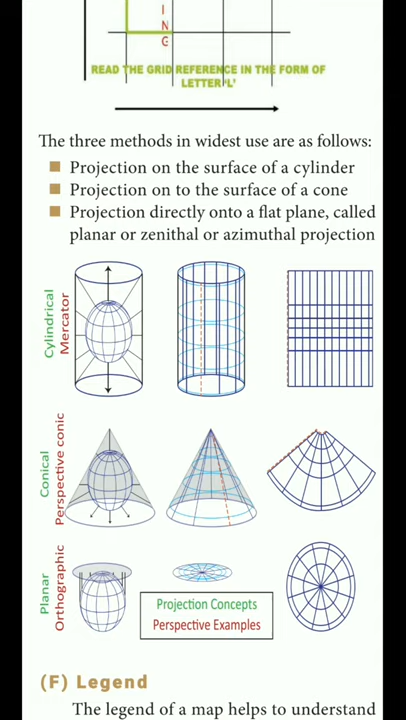 I
N
G
READ THE GRID REFERENCE IN THE FORM OF
LETTER 'L'
The three methods in widest use are as follows:
Projection on the surface of a cylinder
Projection on to the surface of a cone
Projection directly onto a flat plane, called
planar or zenithal or azimuthal projection
Cylindrical
Mercator
Conical
Perspective conic
Planar
Orthographic
Projection Concepts
Perspective Examples
(F) Legend
The legend of a map helps to understand